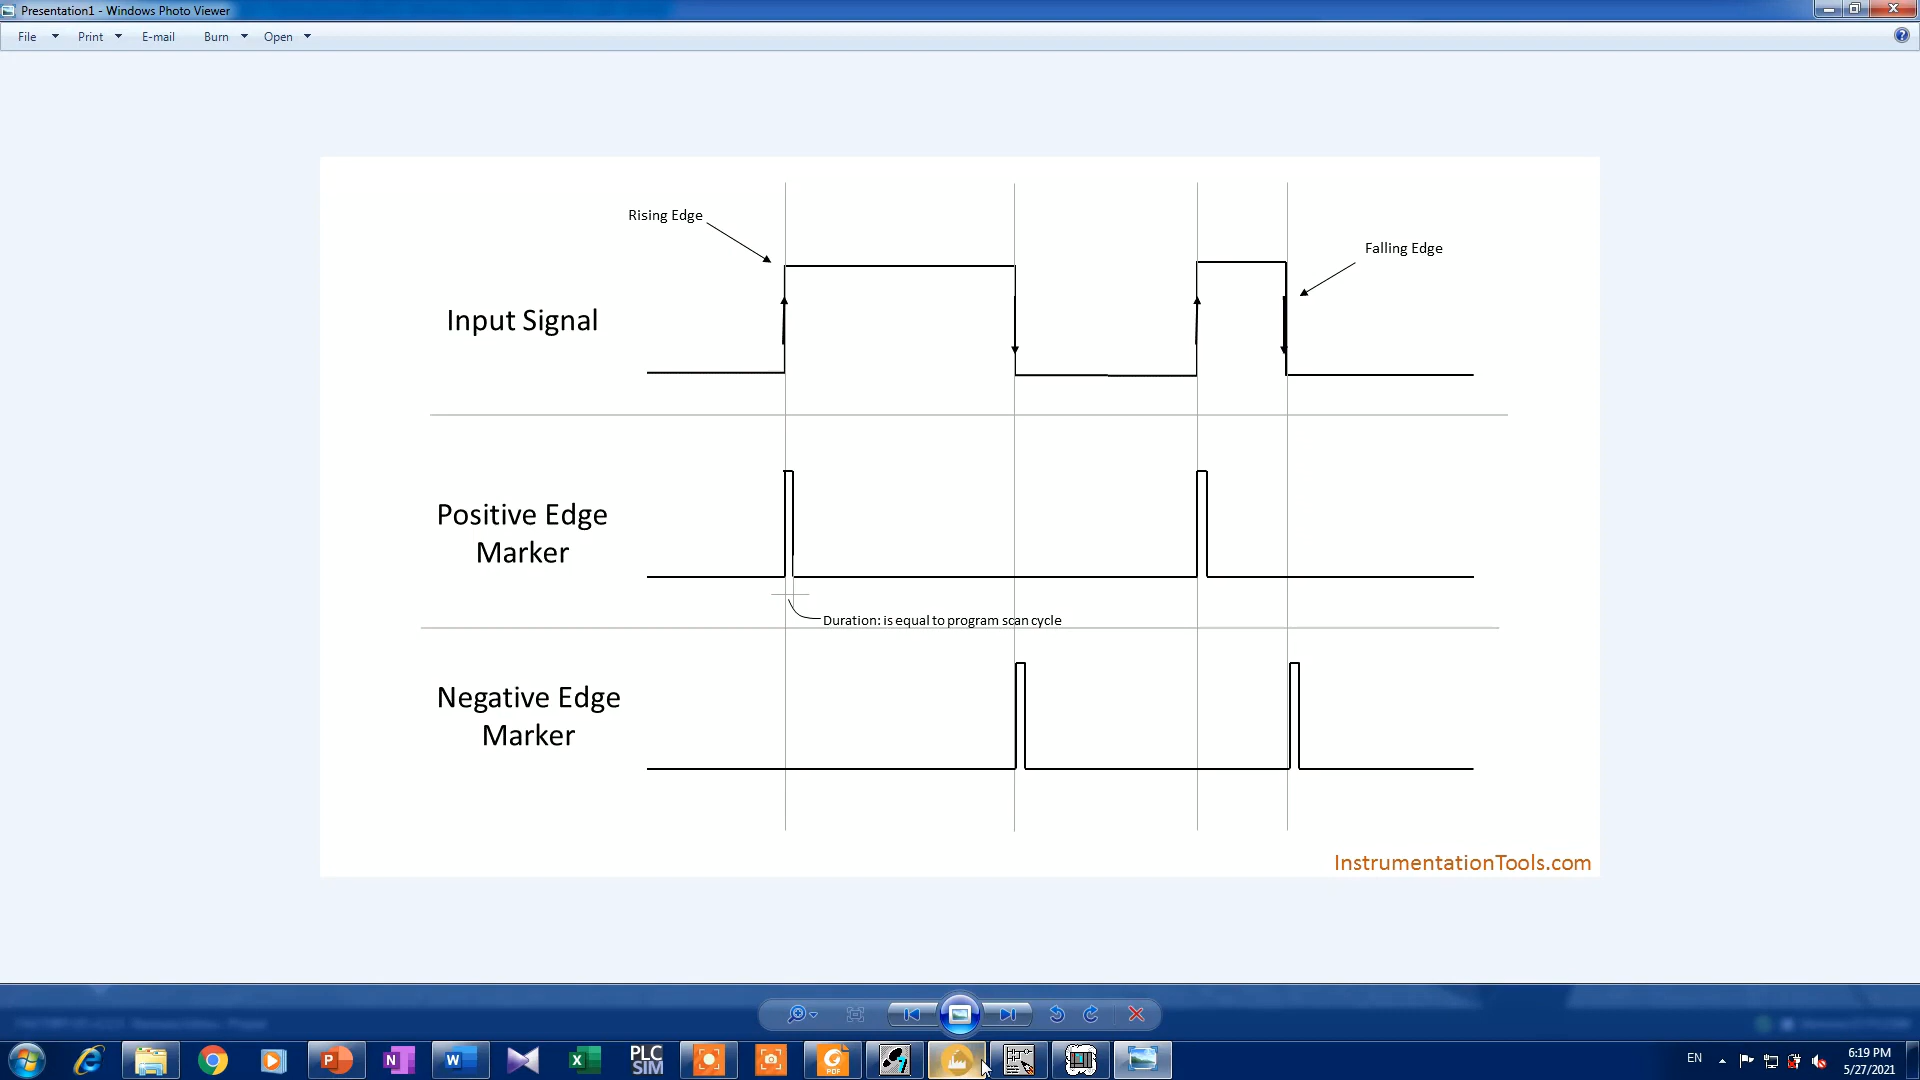 Presentation1 - Windows Photo Viewer
File Print E-mail Burn Open
Rising Edge
Falling Edge
Input Signal
Positive Edge
Marker
Duration: is equal to program scan cycle
Negative Edge
Marker
InstrumentationTools.com
PLC
SIM
PDF
EN
6:19 PM
5/27/2021